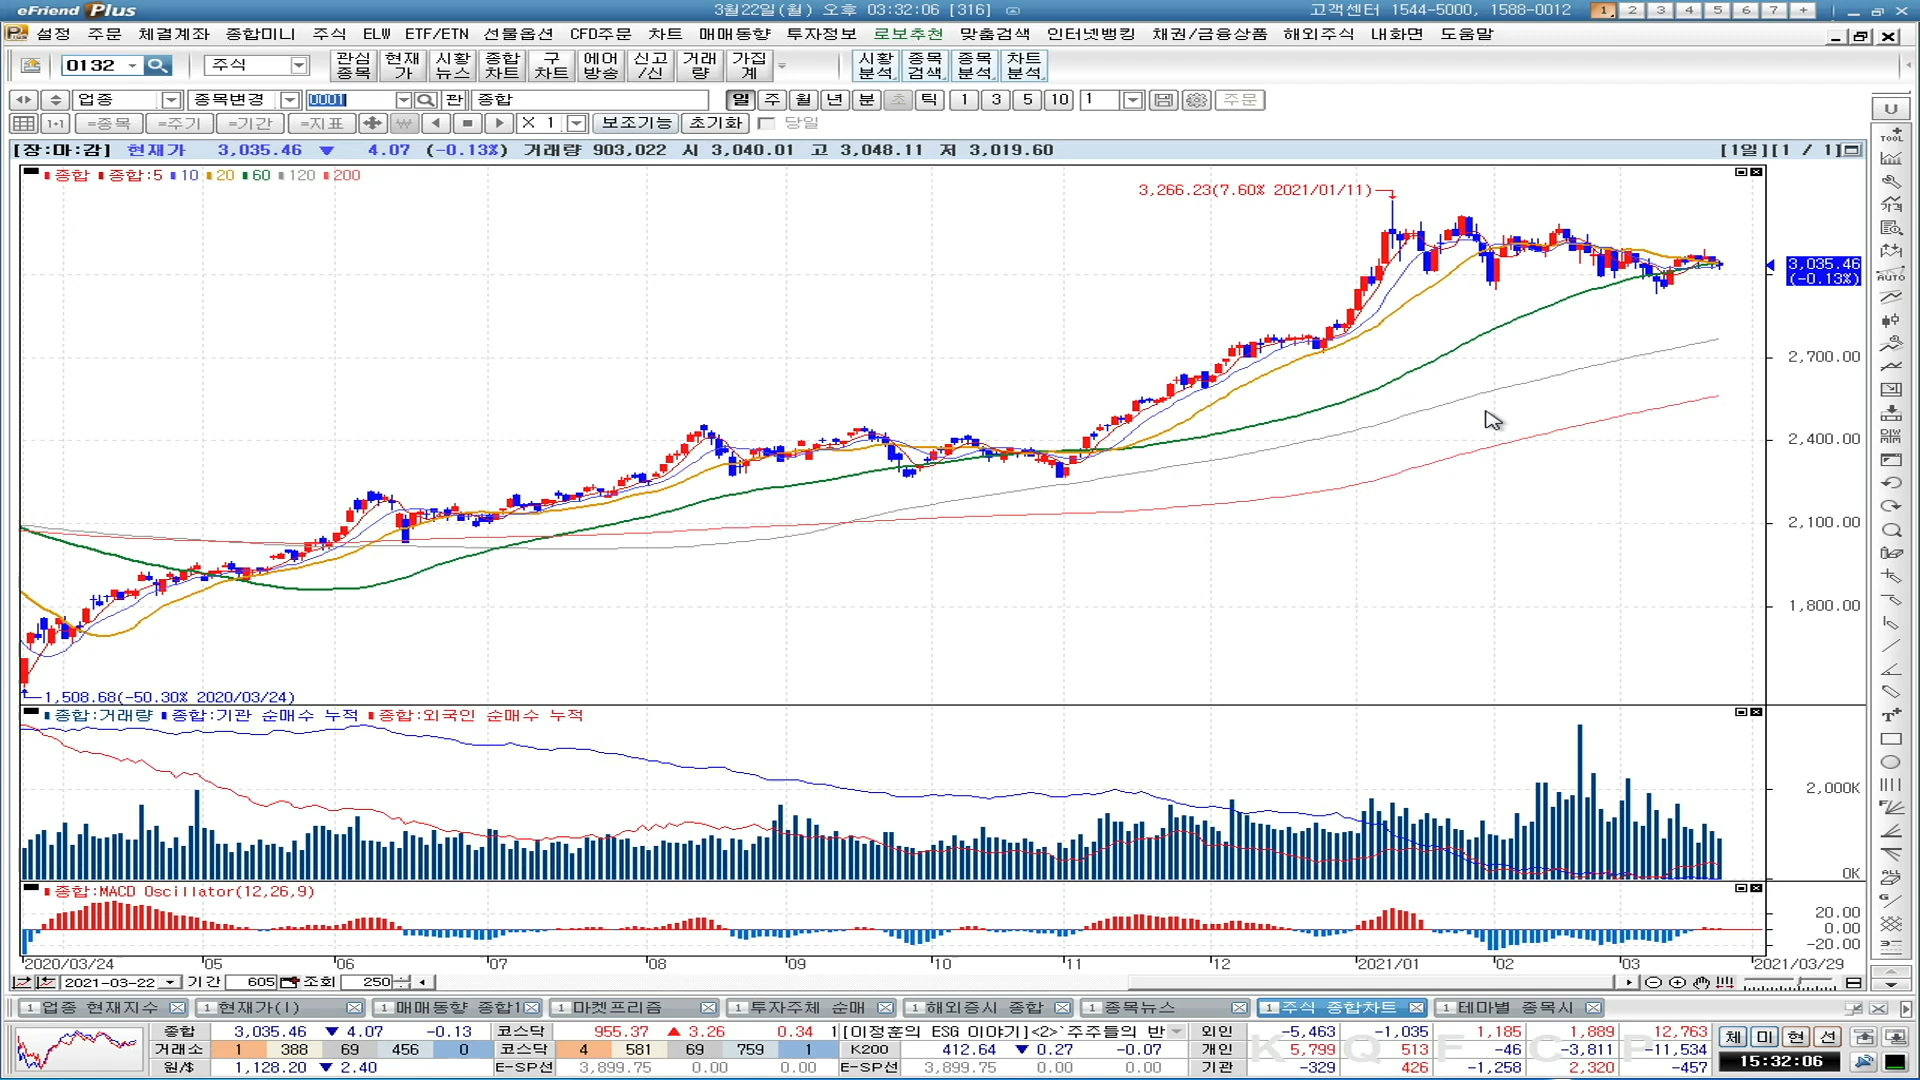 eFriend Plus 3월22일(월) 오후 03:32:06 [316] 고객센터 1544-5000, 1588-0012 1 2 3 4 5 6 7 +
설정 주문 체결계좌 종합미니 주식 ELW ETF/ETN 선물옵션 CFD주문 차트 매매동향 투자정보 로보추천 맞춤검색 인터넷뱅킹 채권/금융상품 해외주식 내화면 도움말
0132 주식 관심종목 현재가 시황뉴스 종합차트 구차트 에어방송 신고/신 거래량 가집계 시황분석 종목검색 종목분석 차트분석
업종 종목변경 0001 관 종합 일 주 월 년 분 초 틱 1 3 5 10 1 주문
1·1 =종목 =주기 =기간 =지표 X 1 보조기능 초기화 당일
[장:마:감] 현재가 3,035.46 ▼ 4.07 (-0.13%) 거래량 903,022 시 3,040.01 고 3,048.11 저 3,019.60 [1일][1 / 1]
종합 종합:5 10 20 60 120 200
3,266.23(7.60% 2021/01/11)
3,035.46
(-0.13%)
2,700.00
2,400.00
2,100.00
1,800.00
1,508.68(-50.30% 2020/03/24)
종합:거래량 종합:기관 순매수 누적 종합:외국인 순매수 누적
2,000K
0K
종합:MACD Oscillator(12,26,9)
20.00
0.00
-20.00
2020/03/24 05 06 07 08 09 10 11 12 2021/01 02 03 2021/03/29
2021-03-22 기간 605 조회 250
1 업종 현재지수 1 현재가(I) 1 매매동향 종합1 1 마켓프리즘 1 투자주체 순매 1 해외증시 종합 1 종목뉴스 1 주식 종합차트 1 테마별 종목시
종합 3,035.46 ▼ 4.07 -0.13 코스닥 955.37 ▲ 3.26 0.34 1 [이정훈의 ESG 이야기]<2>`주주들의 반 외인 -5,463 -1,035 1,185 1,889 12,763 체 미 현 선
거래소 1 388 69 456 0 코스닥 4 581 69 759 1 K200 412.64 ▼ 0.27 -0.07 개인 5,799 513 -46 -3,811 -11,534
원/$ 1,128.20 ▼ 2.40 E-SP선 3,899.75 0.00 0.00 E-SP선 3,899.75 0.00 0.00 기관 -329 426 -1,258 2,320 -457
K Q F C P
15:32:06
U
TOOL
가격
AUTO
ALL